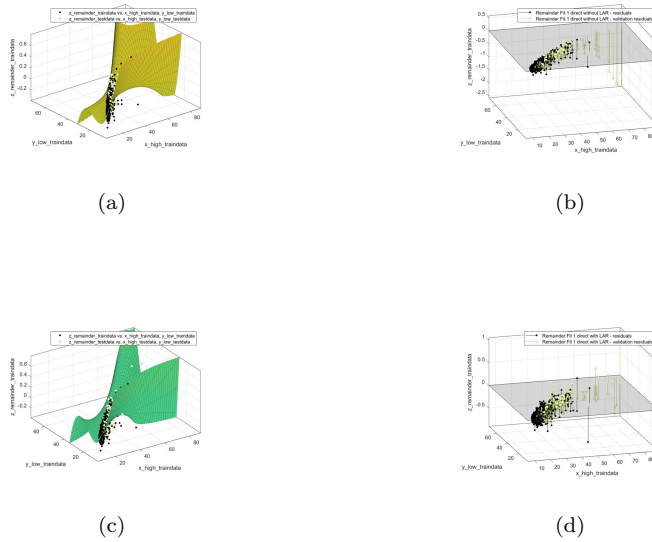 z_remainder_traindata vs. x_high_traindata, y_low_traindata
z_remainder_testdata vs. x_high_testdata, y_low_testdata
z_remainder_traindata
0.6
0.4
0.2
0
-0.2
60
40
20
y_low_traindata
20
40
60
80
x_high_traindata
(a)
Remainder Fit 1 direct without LAR - residuals
Remainder Fit 1 direct without LAR - validation residuals
z_remainder_traindata
0.5
0
-0.5
-1.0
-1.5
-2.0
-2.5
60
40
20
y_low_traindata
10
20
30
40
50
60
70
80
x_high_traindata
(b)
z_remainder_traindata vs. x_high_traindata, y_low_traindata
z_remainder_testdata vs. x_high_testdata, y_low_testdata
z_remainder_traindata
0.6
0.4
0.2
0
-0.2
60
40
20
y_low_traindata
20
40
60
80
x_high_traindata
(c)
Remainder Fit 1 direct with LAR - residuals
Remainder Fit 1 direct with LAR - validation residuals
z_remainder_traindata
1
0.5
0
-0.5
60
40
20
y_low_traindata
10
20
30
40
50
60
70
80
x_high_traindata
(d)